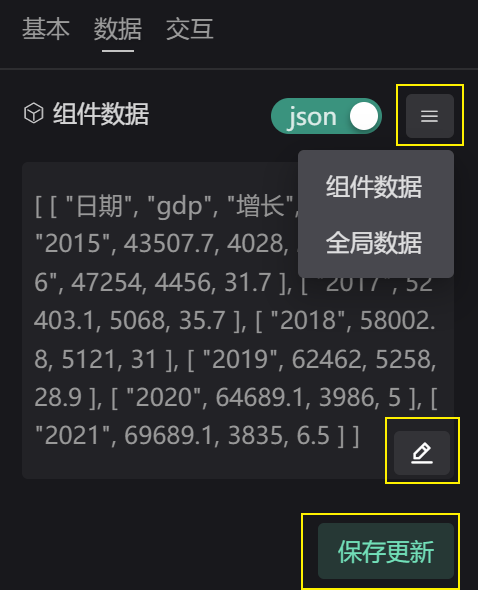 基本 数据 交互
组件数据 json
组件数据
全局数据
[ [ "日期", "gdp", "增长",
"2015", 43507.7, 4028,
6", 47254, 4456, 31.7 ], [ "2017", 52
403.1, 5068, 35.7 ], [ "2018", 58002.
8, 5121, 31 ], [ "2019", 62462, 5258,
28.9 ], [ "2020", 64689.1, 3986, 5 ], [
"2021", 69689.1, 3835, 6.5 ] ]
保存更新